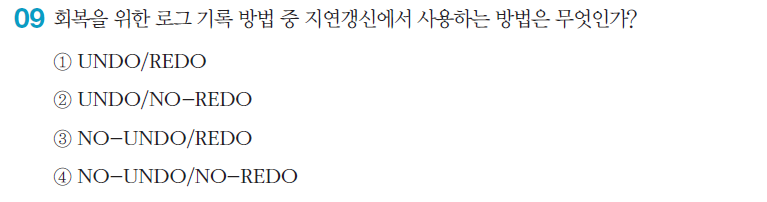 09 회복을 위한 로그 기록 방법 중 지연갱신에서 사용하는 방법은 무엇인가?
① UNDO/REDO
② UNDO/NO-REDO
③ NO-UNDO/REDO
④ NO-UNDO/NO-REDO